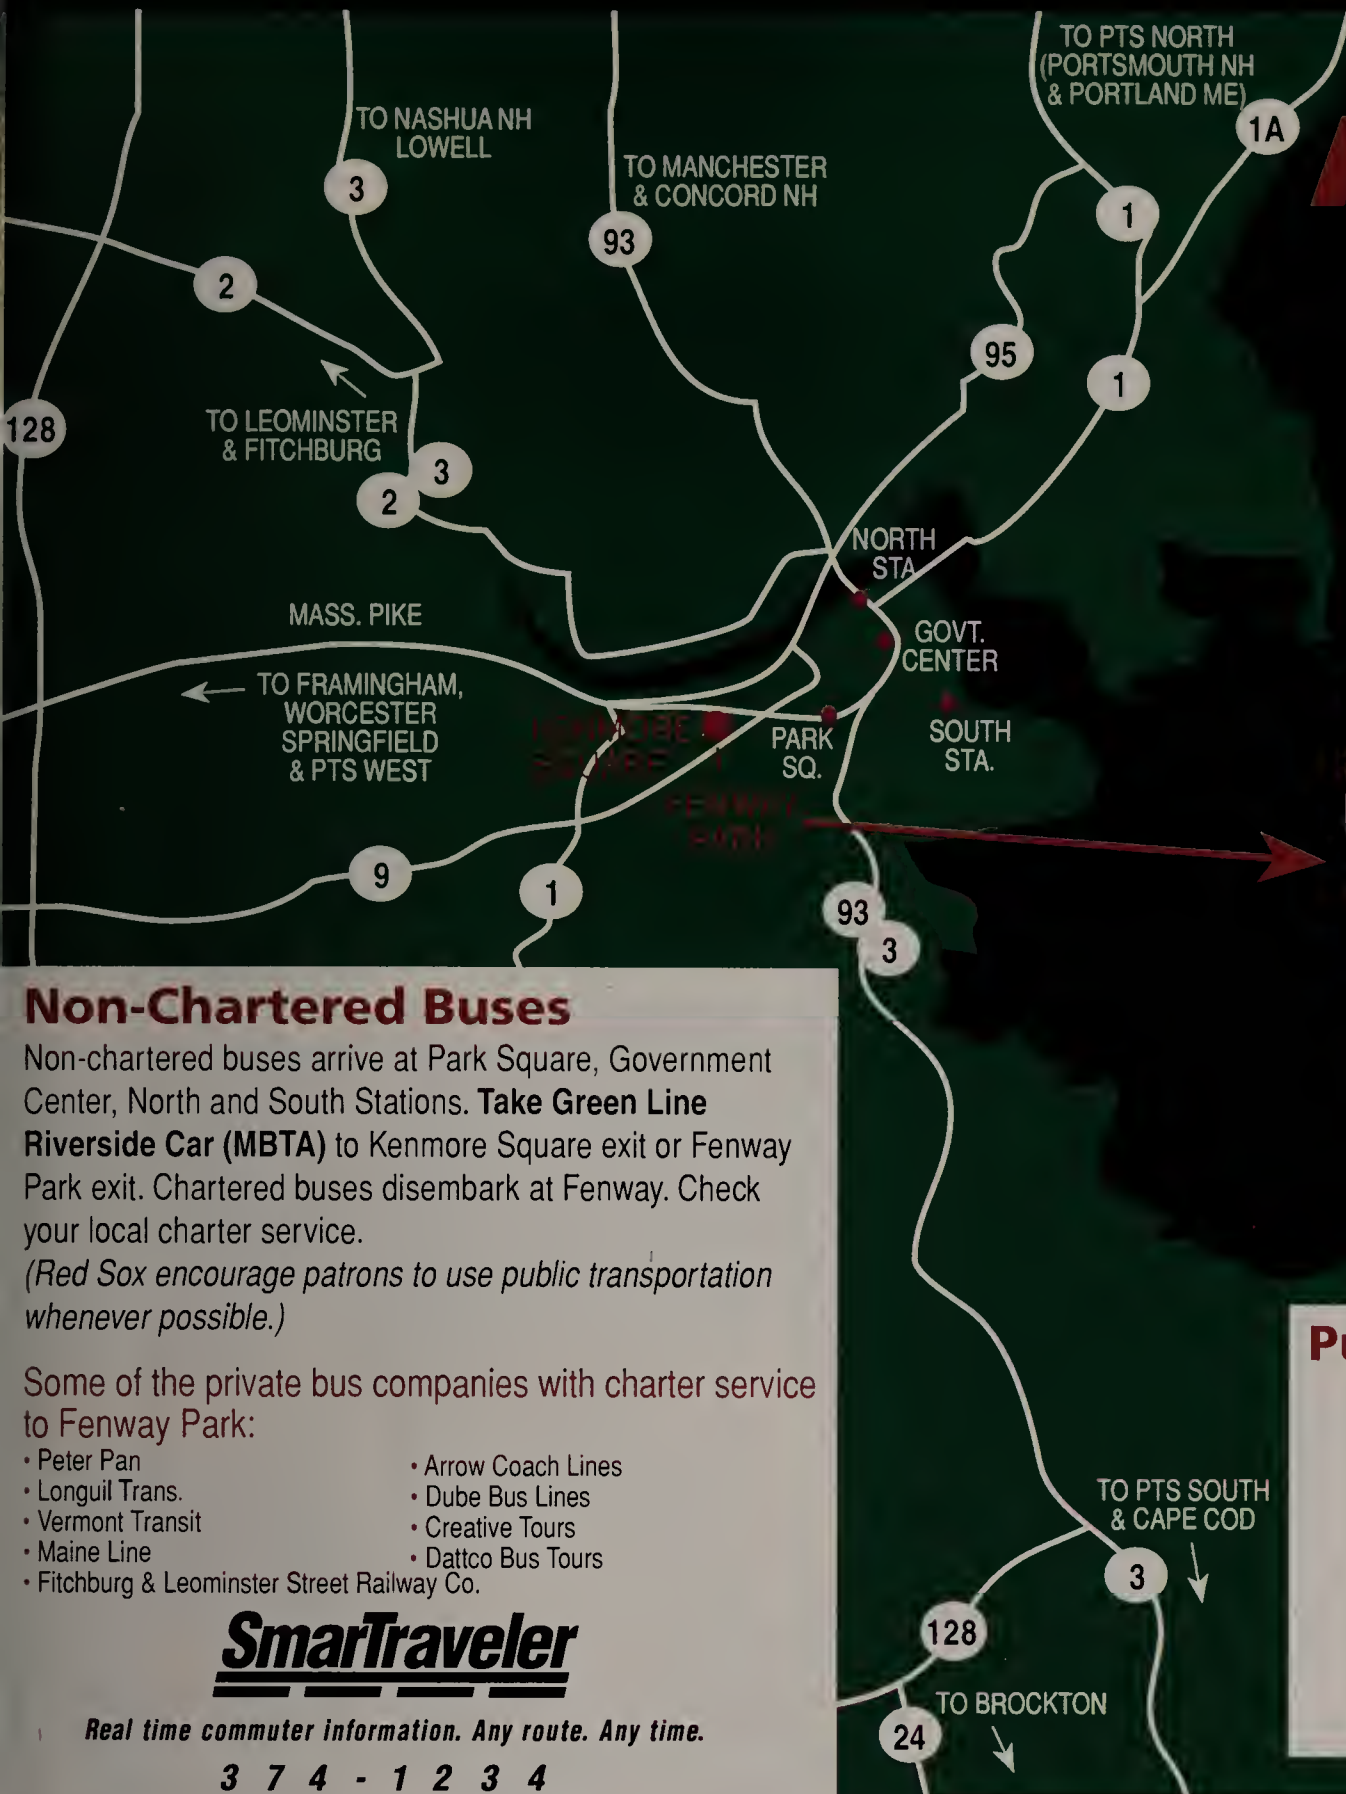 TO PTS NORTH
(PORTSMOUTH NH
& PORTLAND ME)
1A
TO NASHUA NH
LOWELL
3
TO MANCHESTER
& CONCORD NH
93
1
2
95
1
TO LEOMINSTER
& FITCHBURG
128
3
2
NORTH
STA.
MASS. PIKE
GOVT.
CENTER
TO FRAMINGHAM,
WORCESTER
SPRINGFIELD
& PTS WEST
KENMORE
SQUARE
PARK
SQ.
SOUTH
STA.
FENWAY
PARK
9
1
93
3
Non-Chartered Buses
Non-chartered buses arrive at Park Square, Government
Center, North and South Stations. Take Green Line
Riverside Car (MBTA) to Kenmore Square exit or Fenway
Park exit. Chartered buses disembark at Fenway. Check
your local charter service.
(Red Sox encourage patrons to use public transportation
whenever possible.)
Some of the private bus companies with charter service
to Fenway Park:
• Peter Pan
• Longuil Trans.
• Vermont Transit
• Maine Line
• Fitchburg & Leominster Street Railway Co.
• Arrow Coach Lines
• Dube Bus Lines
• Creative Tours
• Dattco Bus Tours
SmarTraveler
Real time commuter information. Any route. Any time.
374-1234
TO PTS SOUTH
& CAPE COD
3
128
TO BROCKTON
24